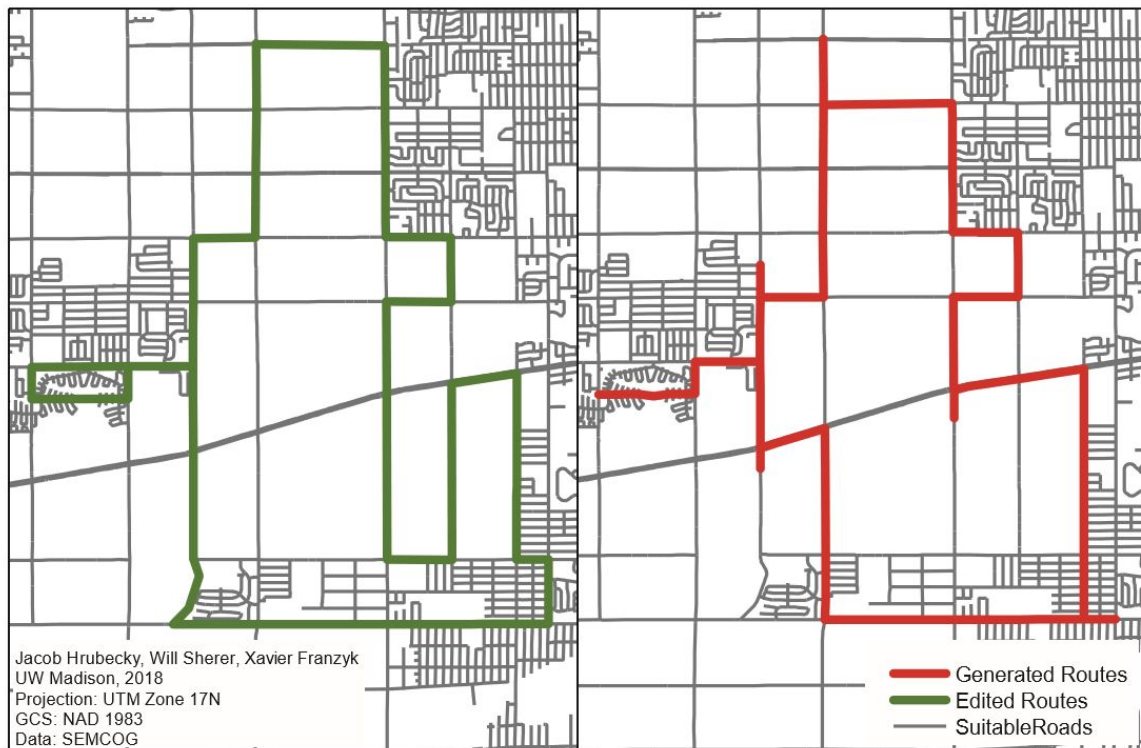 Jacob Hrubecky, Will Sherer, Xavier Franzyk
UW Madison, 2018
Projection: UTM Zone 17N
GCS: NAD 1983
Data: SEMCOG
Generated Routes
Edited Routes
SuitableRoads